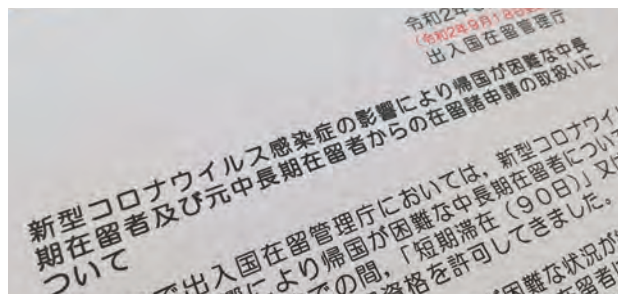 令和2年
(令和2年9月18日
出入国在留管理庁
新型コロナウイルス感染症の影響により帰国が困難な中長
期在留者及び元中長期在留者からの在留諸申請の取扱いに
ついて
出入国在留管理庁においては，新型コロナウイ
により帰国が困難な中長期在留者につい
での間，「短期滞在（90日）」又
資格を許可してきました。
困難な状況が
在留者